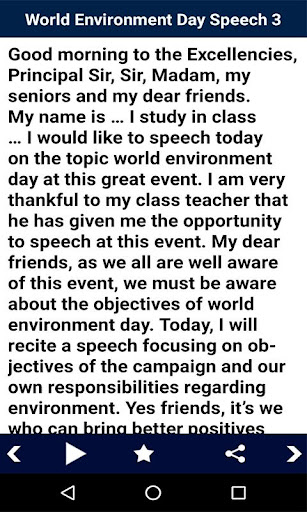 World Environment Day Speech 3
Good morning to the Excellencies,
Principal Sir, Sir, Madam, my
seniors and my dear friends.
My name is … I study in class
… I would like to speech today
on the topic world environment
day at this great event. I am very
thankful to my class teacher that
he has given me the opportunity
to speech at this event. My dear
friends, as we all are well aware
of this event, we must be aware
about the objectives of world
environment day. Today, I will
recite a speech focusing on ob-
jectives of the campaign and our
own responsibilities regarding
environment. Yes friends, it’s we
who can bring better positives